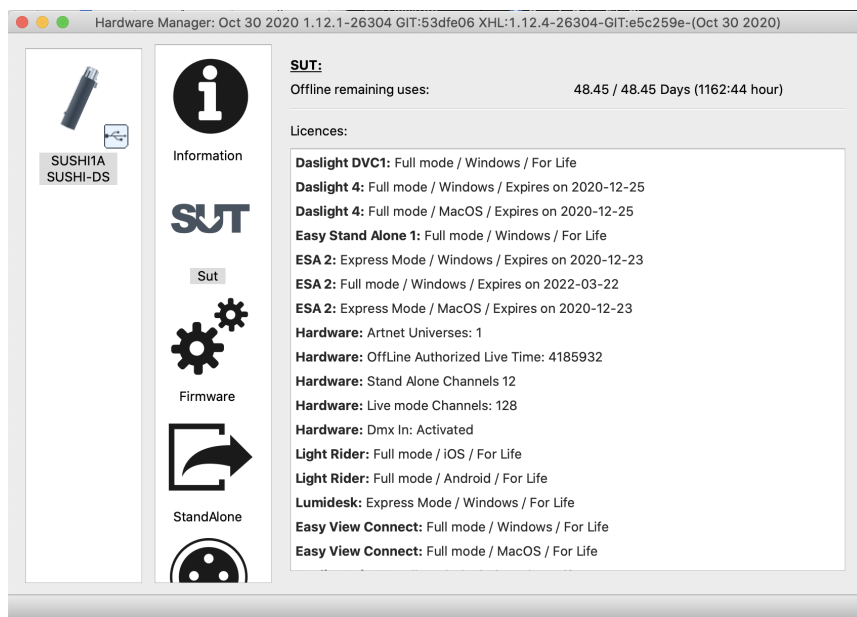 Hardware Manager: Oct 30 2020 1.12.1-26304 GIT:53dfe06 XHL:1.12.4-26304-GIT:e5c259e-(Oct 30 2020)
SUSHI1A
SUSHI-DS
Information
SUT
Sut
Firmware
StandAlone
SUT:
Offline remaining uses: 48.45 / 48.45 Days (1162:44 hour)
Licences:
Daslight DVC1: Full mode / Windows / For Life
Daslight 4: Full mode / Windows / Expires on 2020-12-25
Daslight 4: Full mode / MacOS / Expires on 2020-12-25
Easy Stand Alone 1: Full mode / Windows / For Life
ESA 2: Express Mode / Windows / Expires on 2020-12-23
ESA 2: Full mode / Windows / Expires on 2022-03-22
ESA 2: Express Mode / MacOS / Expires on 2020-12-23
Hardware: Artnet Universes: 1
Hardware: OffLine Authorized Live Time: 4185932
Hardware: Stand Alone Channels 12
Hardware: Live mode Channels: 128
Hardware: Dmx In: Activated
Light Rider: Full mode / iOS / For Life
Light Rider: Full mode / Android / For Life
Lumidesk: Express Mode / Windows / For Life
Easy View Connect: Full mode / Windows / For Life
Easy View Connect: Full mode / MacOS / For Life